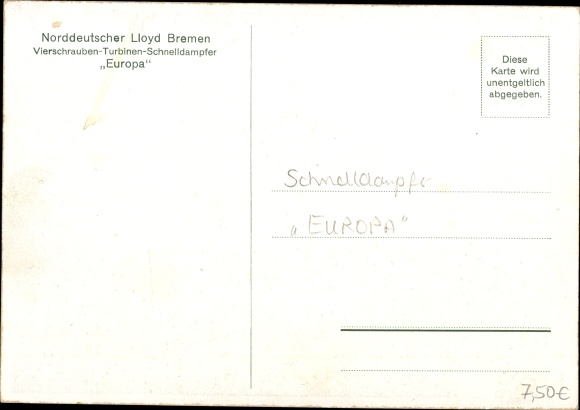 Norddeutscher Lloyd Bremen
Vierschrauben-Turbinen-Schnelldampfer
„Europa“
Diese
Karte wird
unentgeltlich
abgegeben.
Schnelldampfer
„EUROPA“
7,50€